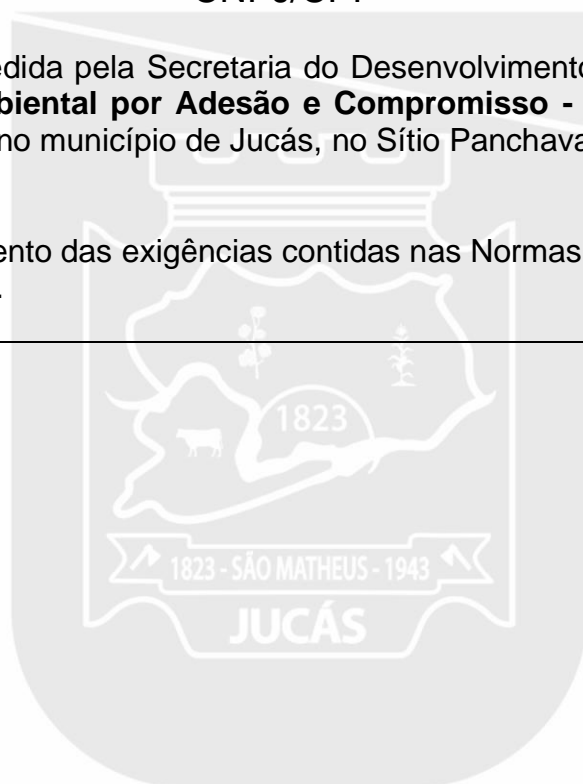 edida pela Secretaria do Desenvolvimento
biental por Adesão e Compromisso -
no município de Jucás, no Sítio Panchava
ento das exigências contidas nas Normas
.
1823
1823 - SÃO MATHEUS - 1943
JUCÁS